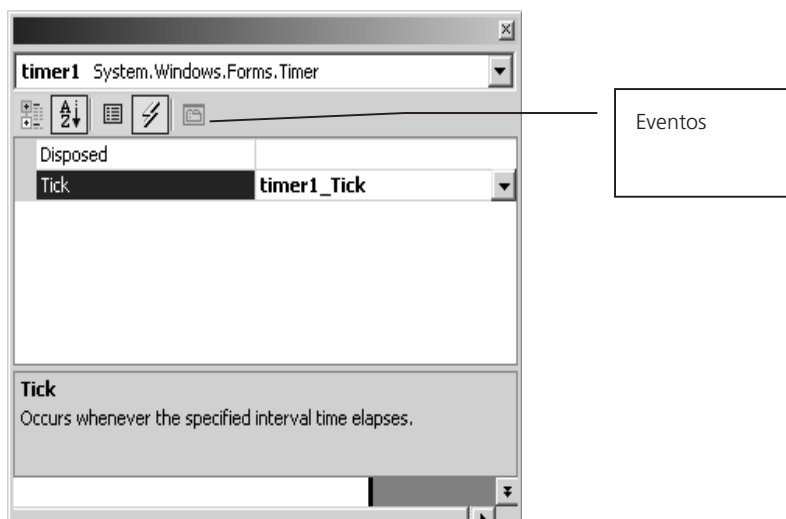 timer1 System.Windows.Forms.Timer
Eventos
Disposed
Tick timer1_Tick
Tick
Occurs whenever the specified interval time elapses.